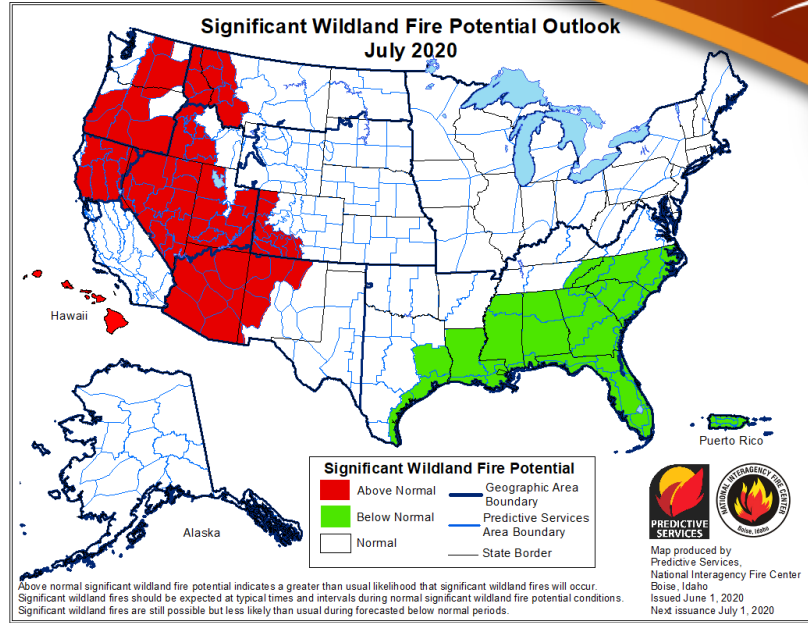 Significant Wildland Fire Potential Outlook
July 2020
Hawaii
Alaska
Puerto Rico
Significant Wildland Fire Potential
Above Normal
Below Normal
Normal
Geographic Area
Boundary
Predictive Services
Area Boundary
State Border
PREDICTIVE
SERVICES
NATIONAL INTERAGENCY FIRE CENTER
Boise, Idaho
Map produced by
Predictive Services,
National Interagency Fire Center
Boise, Idaho
Issued June 1, 2020
Next issuance July 1, 2020
Above normal significant wildland fire potential indicates a greater than usual likelihood that significant wildland fires will occur.
Significant wildland fires should be expected at typical times and intervals during normal significant wildland fire potential conditions.
Significant wildland fires are still possible but less likely than usual during forecasted below normal periods.